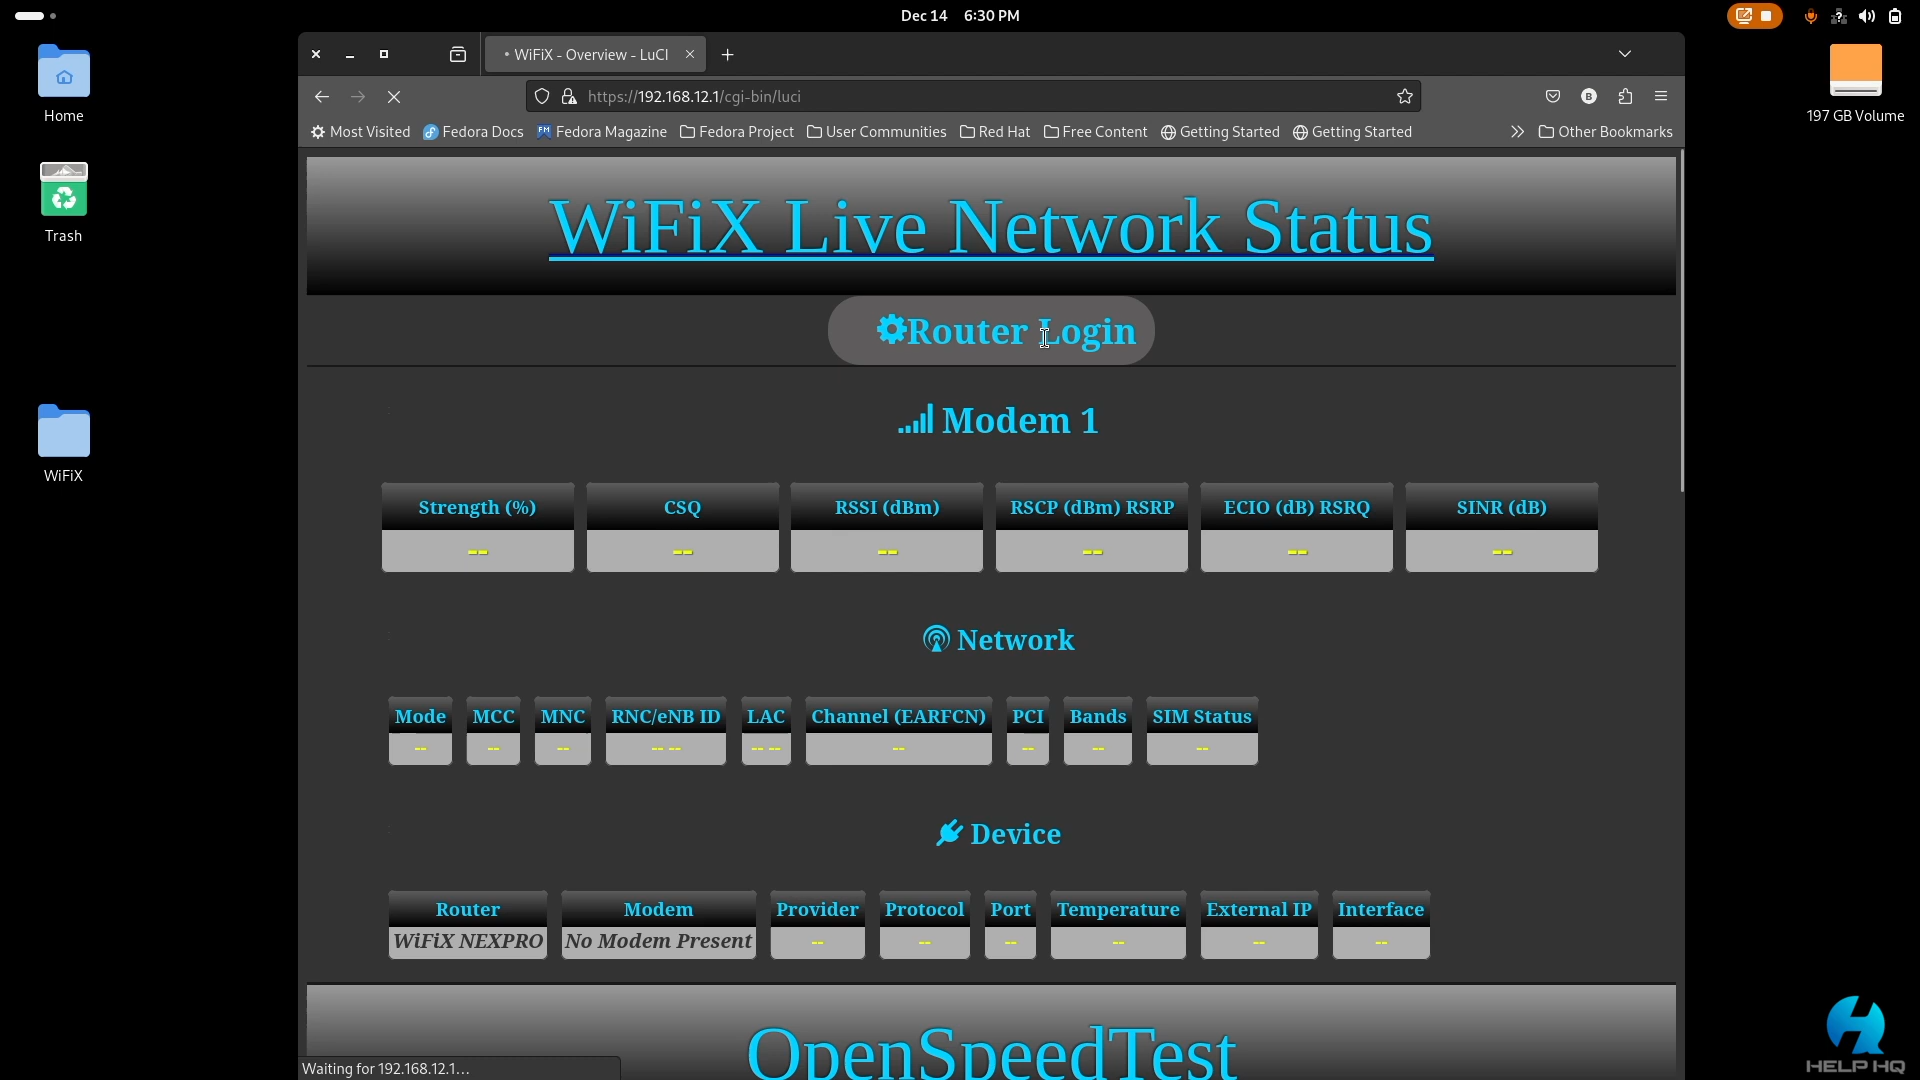 Dec 14 6:30 PM
Home
Trash
WiFiX
197 GB Volume
WiFiX - Overview - LuCI
https://192.168.12.1/cgi-bin/luci
B
Most Visited
Fedora Docs
FM
Fedora Magazine
Fedora Project
User Communities
Red Hat
Free Content
Getting Started
Getting Started
Other Bookmarks
WiFiX Live Network Status
Router Login
Modem 1
Strength (%) CSQ RSSI (dBm) RSCP (dBm) RSRP ECIO (dB) RSRQ SINR (dB)
-- -- -- -- -- --
Network
Mode MCC MNC RNC/eNB ID LAC Channel (EARFCN) PCI Bands SIM Status
-- -- -- -- -- -- -- -- -- -- --
Device
Router Modem Provider Protocol Port Temperature External IP Interface
WiFiX NEXPRO No Modem Present -- -- -- -- -- --
OpenSpeedTest
Waiting for 192.168.12.1…
HELP HQ